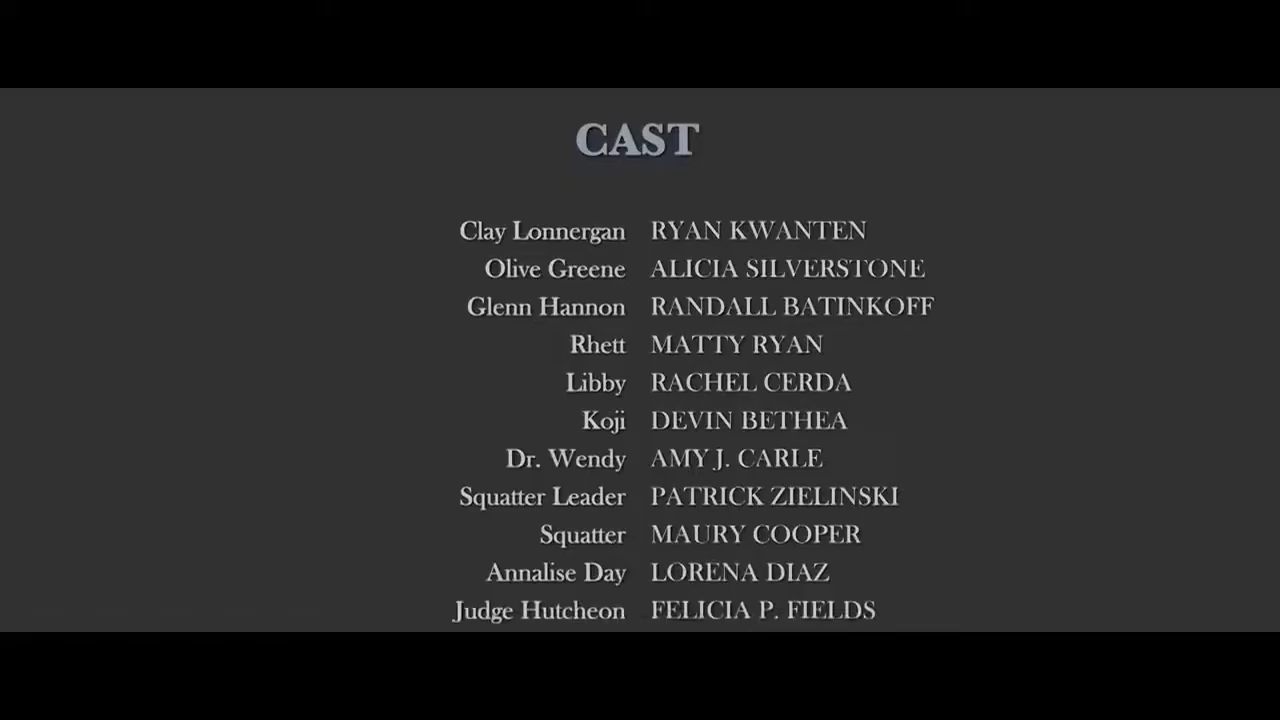 CAST
Clay Lonnergan RYAN KWANTEN
Olive Greene ALICIA SILVERSTONE
Glenn Hannon RANDALL BATINKOFF
Rhett MATTY RYAN
Libby RACHEL CERDA
Koji DEVIN BETHEA
Dr. Wendy AMY J. CARLE
Squatter Leader PATRICK ZIELINSKI
Squatter MAURY COOPER
Annalise Day LORENA DIAZ
Judge Hutcheon FELICIA P. FIELDS